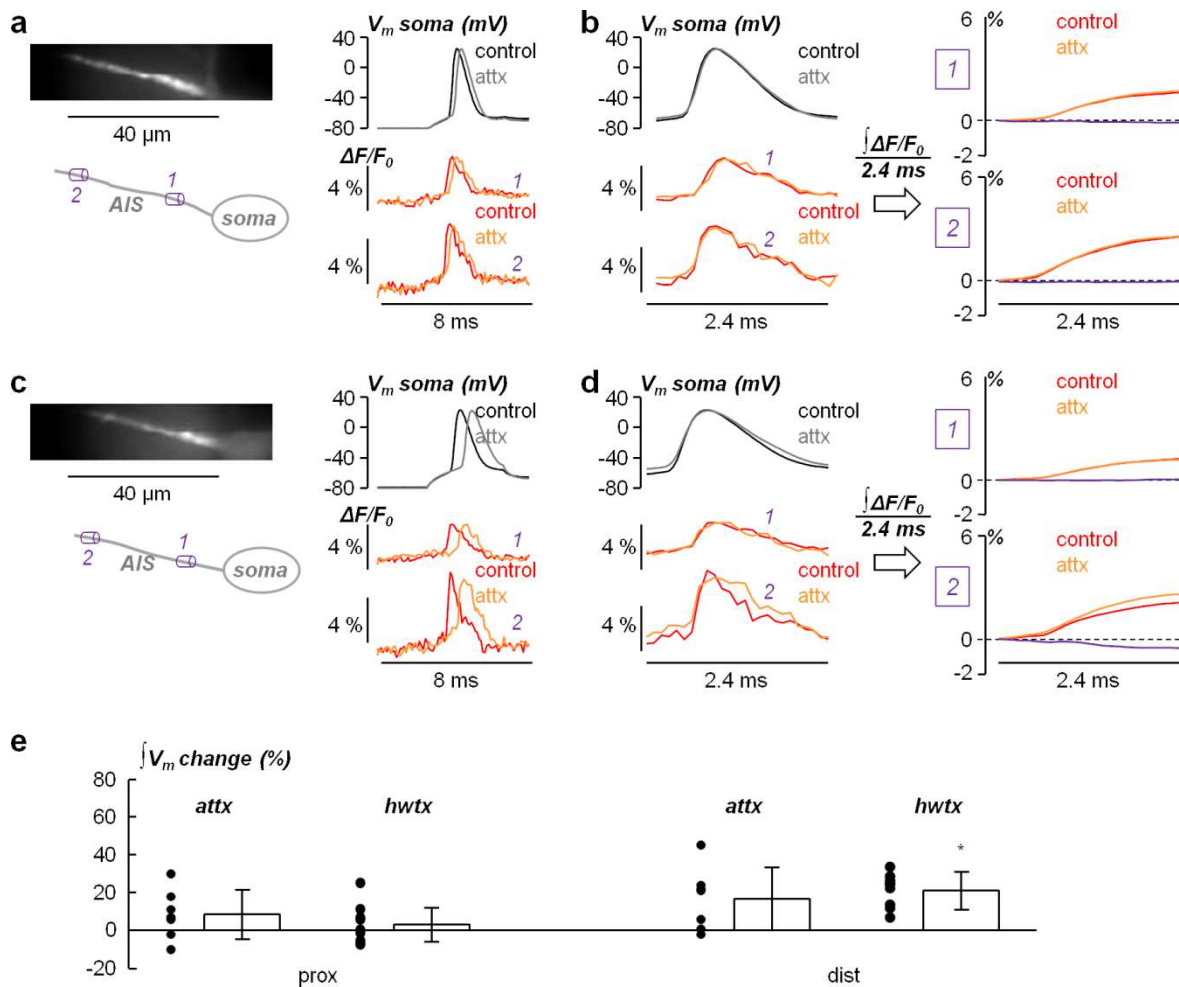 a
40 µm
2
AIS
1
soma
Vm soma (mV)
40
0
-40
-80
control
attx
ΔF/F0
4 %
1
control
attx
4 %
2
8 ms
b
Vm soma (mV)
40
0
-40
-80
control
attx
4 %
1
control
attx
4 %
2
2.4 ms
∫ΔF/F0
2.4 ms
6
%
control
attx
1
0
-2
6
%
control
attx
2
0
-2
2.4 ms
c
40 µm
2
AIS
1
soma
Vm soma (mV)
40
0
-40
-80
control
attx
ΔF/F0
4 %
1
control
attx
4 %
2
8 ms
d
Vm soma (mV)
40
0
-40
-80
control
attx
4 %
1
control
attx
4 %
2
2.4 ms
∫ΔF/F0
2.4 ms
6
%
control
attx
1
0
-2
6
%
control
attx
2
0
-2
2.4 ms
e
∫Vm change (%)
80
60
40
20
0
-20
attx
hwtx
attx
hwtx
*
prox
dist